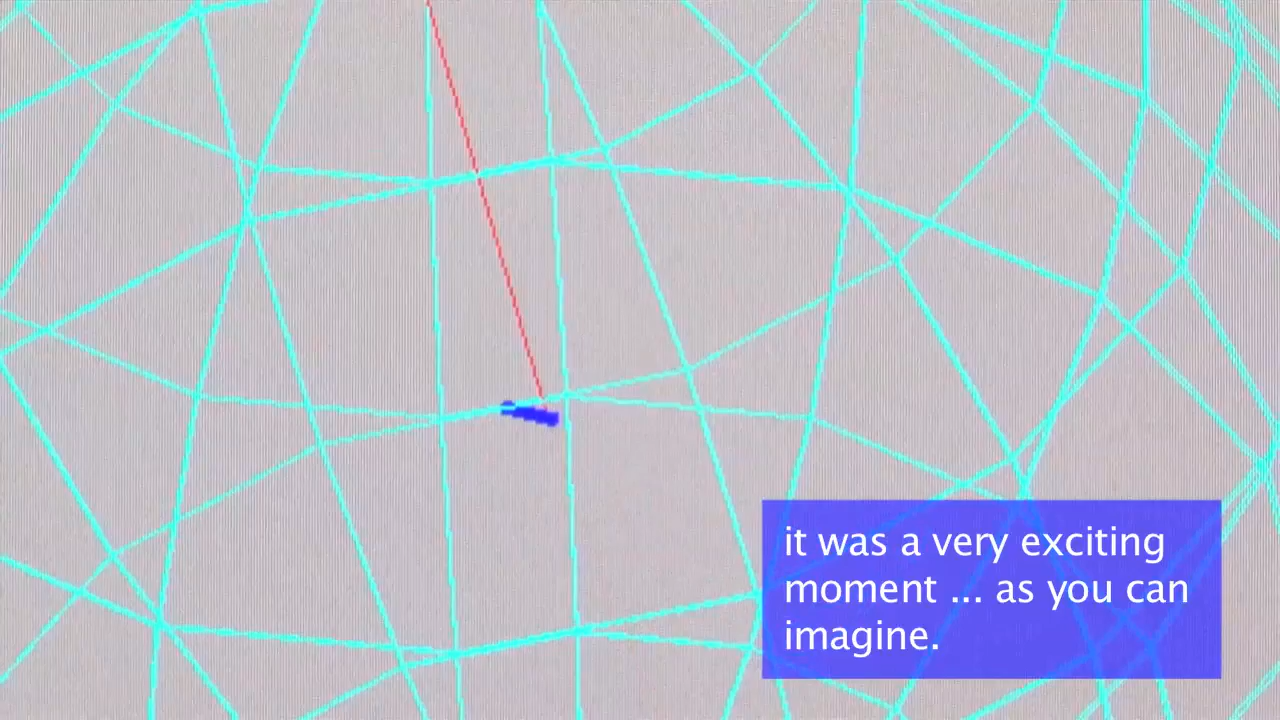 it was a very exciting
moment ... as you can
imagine.